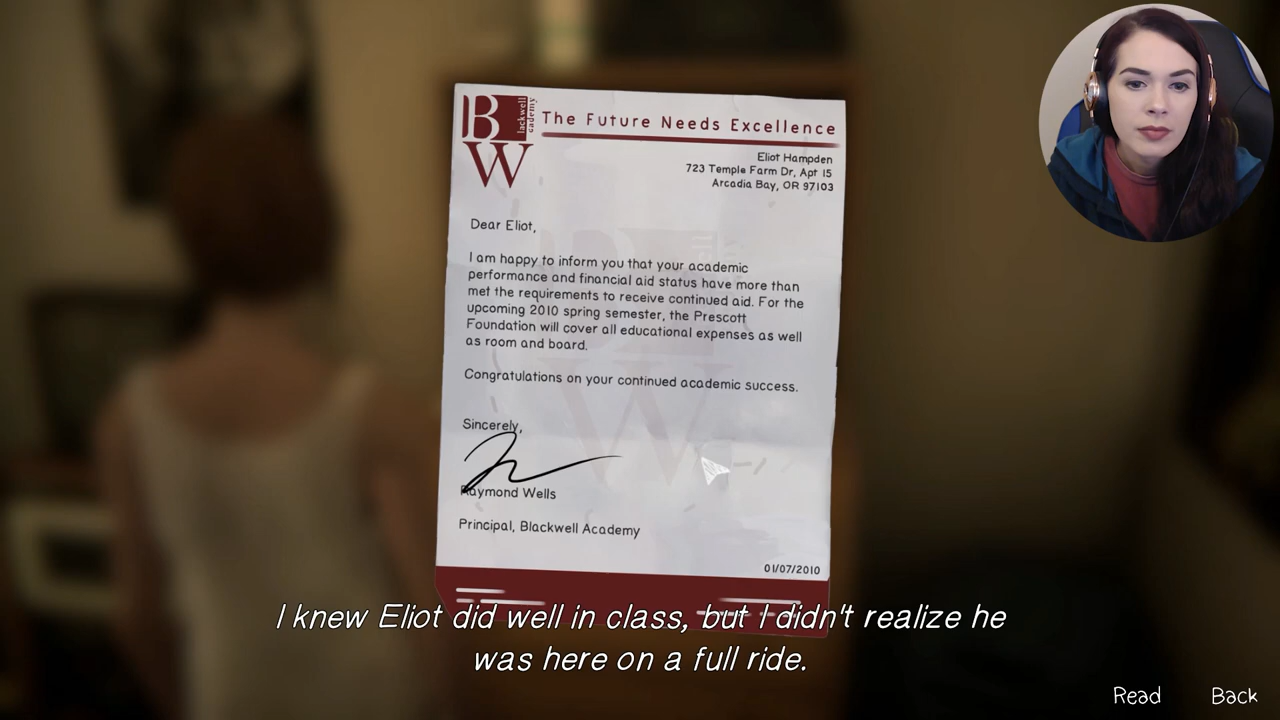 B lackwell cademy
W
The Future Needs Excellence
Eliot Hampden
723 Temple Farm Dr, Apt 15
Arcadia Bay, OR 97103
Dear Eliot,
I am happy to inform you that your academic
performance and financial aid status have more than
met the requirements to receive continued aid. For the
upcoming 2010 spring semester, the Prescott
Foundation will cover all educational expenses as well
as room and board.
Congratulations on your continued academic success.
Sincerely,
Raymond Wells
Principal, Blackwell Academy
01/07/2010
I knew Eliot did well in class, but I didn't realize he
was here on a full ride.
Read Back